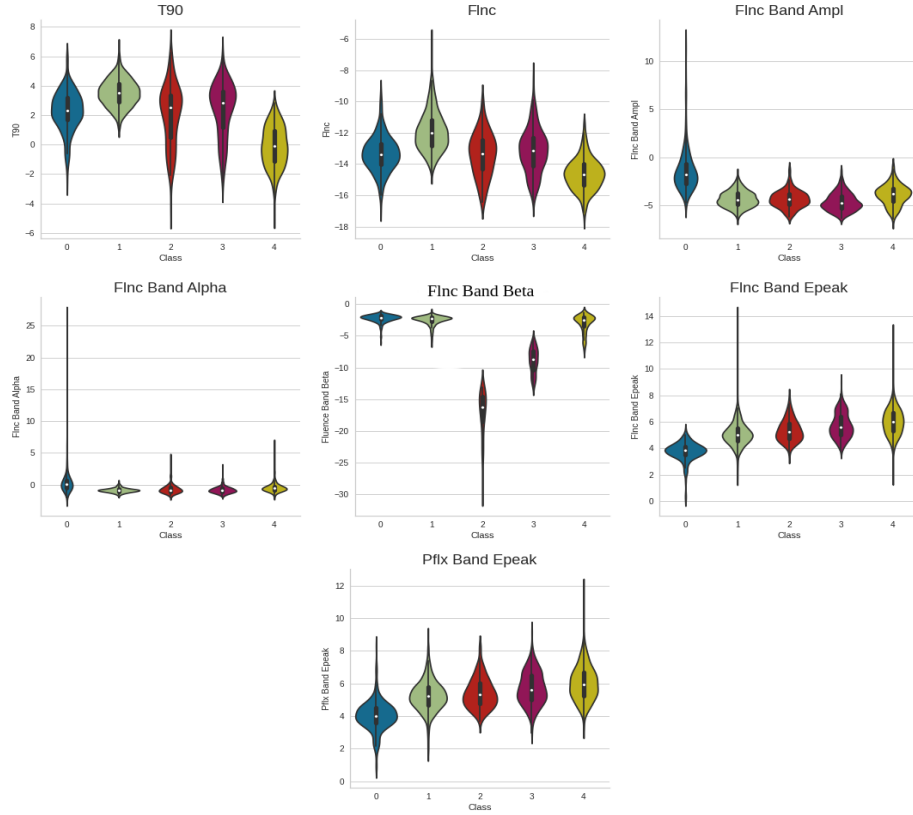 T90
8
6
4
2
0
−2
−4
−6
T90
0 1 2 3 4
Class
Flnc
−6
−8
−10
−12
−14
−16
−18
Flnc
0 1 2 3 4
Class
Flnc Band Ampl
10
5
0
−5
Flnc Band Ampl
0 1 2 3 4
Class
Flnc Band Alpha
25
20
15
10
5
0
Flnc Band Alpha
0 1 2 3 4
Class
Flnc Band Beta
0
−5
−10
−15
−20
−25
−30
Fluence Band Beta
0 1 2 3 4
Class
Flnc Band Epeak
14
12
10
8
6
4
2
0
Flnc Band Epeak
0 1 2 3 4
Class
Pflx Band Epeak
12
10
8
6
4
2
0
Pflx Band Epeak
0 1 2 3 4
Class